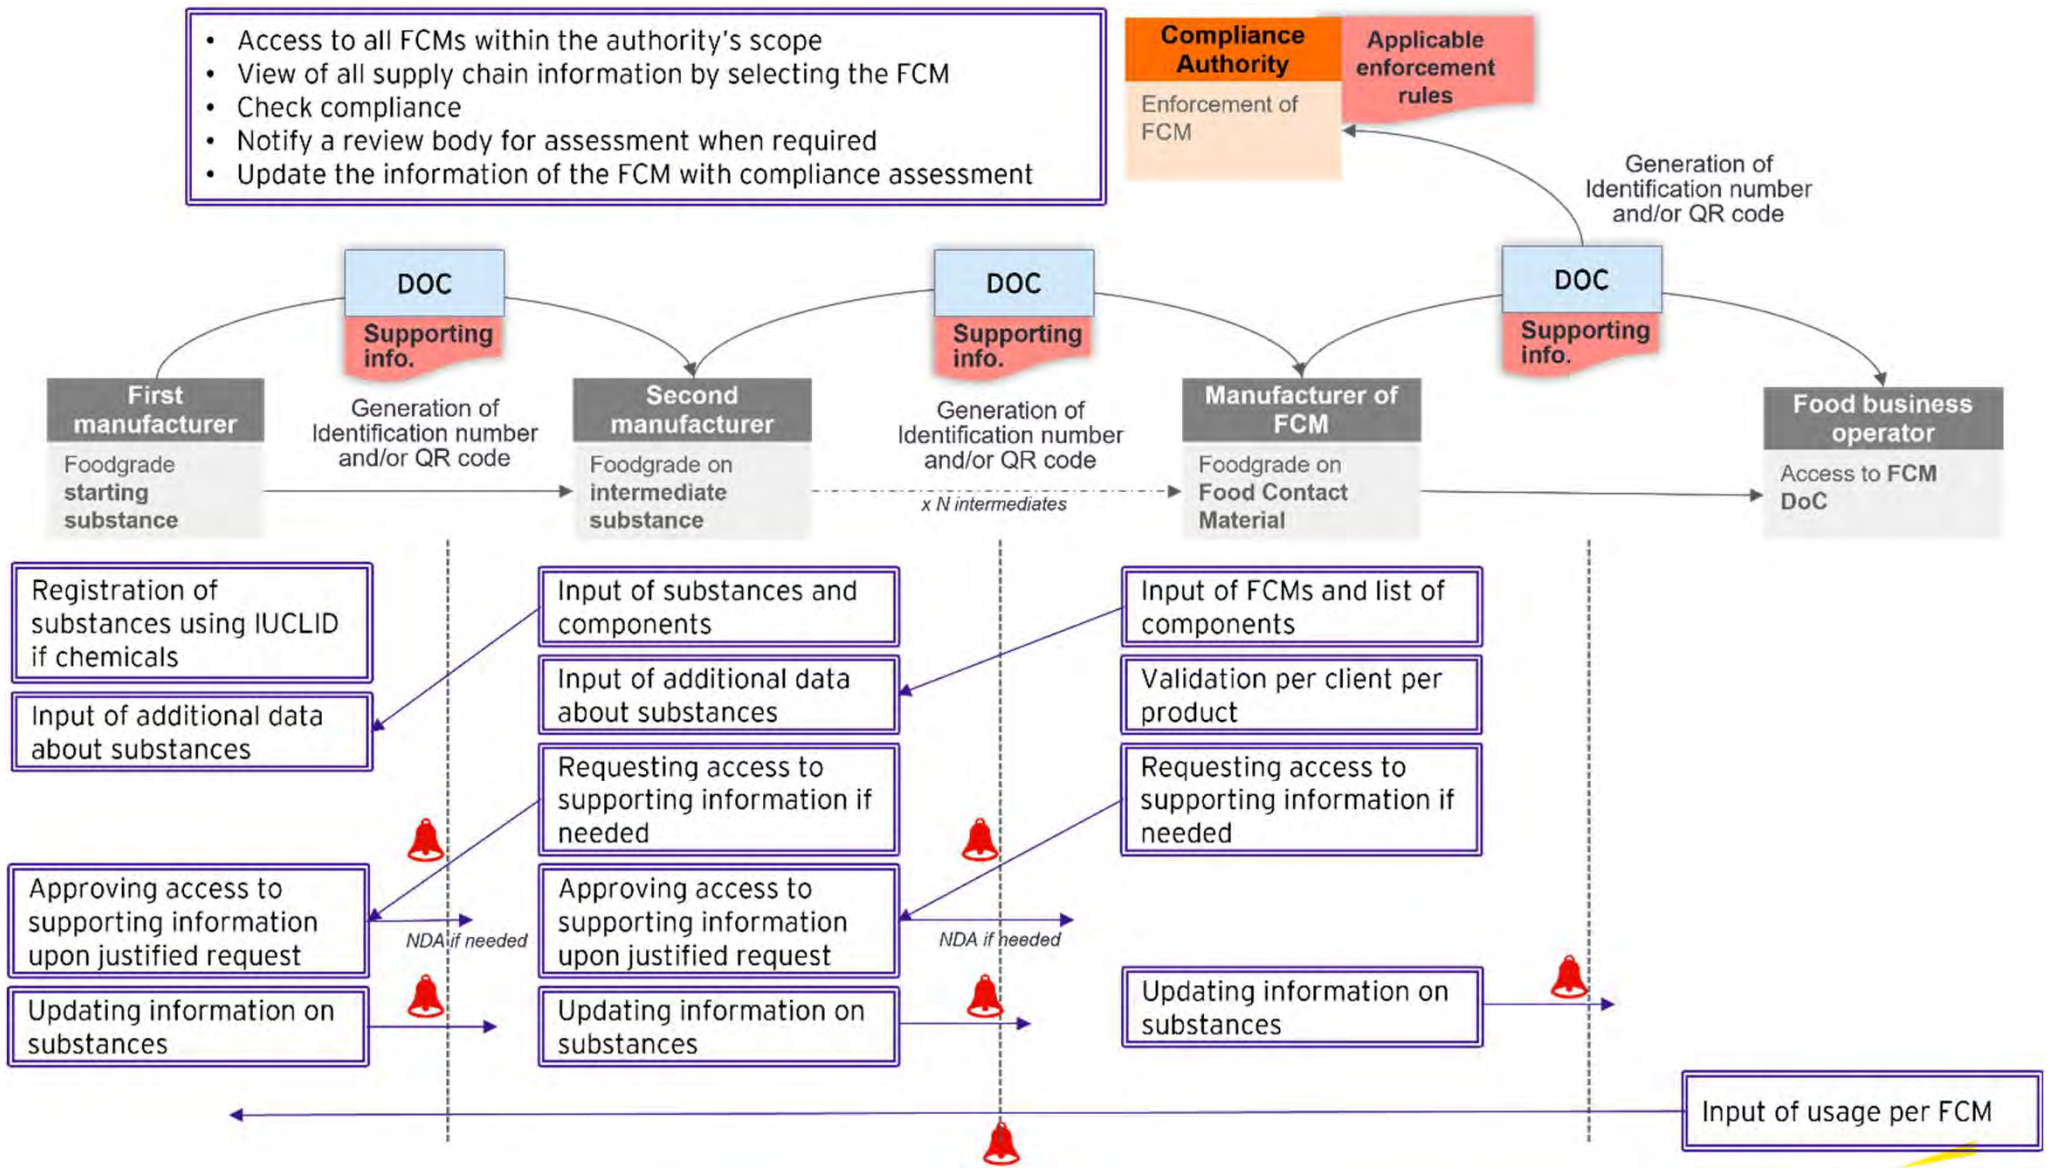 • Access to all FCMs within the authority's scope
• View of all supply chain information by selecting the FCM
• Check compliance
• Notify a review body for assessment when required
• Update the information of the FCM with compliance assessment
Compliance
Authority
Enforcement of
FCM
Applicable
enforcement
rules
Generation of
Identification number
and/or QR code
DOC
Supporting
info.
DOC
Supporting
info.
DOC
Supporting
info.
First
manufacturer
Foodgrade
starting
substance
Generation of
Identification number
and/or QR code
Second
manufacturer
Foodgrade on
intermediate
substance
Generation of
Identification number
and/or QR code
x N intermediates
Manufacturer of
FCM
Foodgrade on
Food Contact
Material
Food business
operator
Access to FCM
DoC
Registration of
substances using IUCLID
if chemicals
Input of additional data
about substances
Approving access to
supporting information
upon justified request
Updating information on
substances
NDA if needed
Input of substances and
components
Input of additional data
about substances
Requesting access to
supporting information if
needed
Approving access to
supporting information
upon justified request
Updating information on
substances
NDA if needed
Input of FCMs and list of
components
Validation per client per
product
Requesting access to
supporting information if
needed
Updating information on
substances
Input of usage per FCM